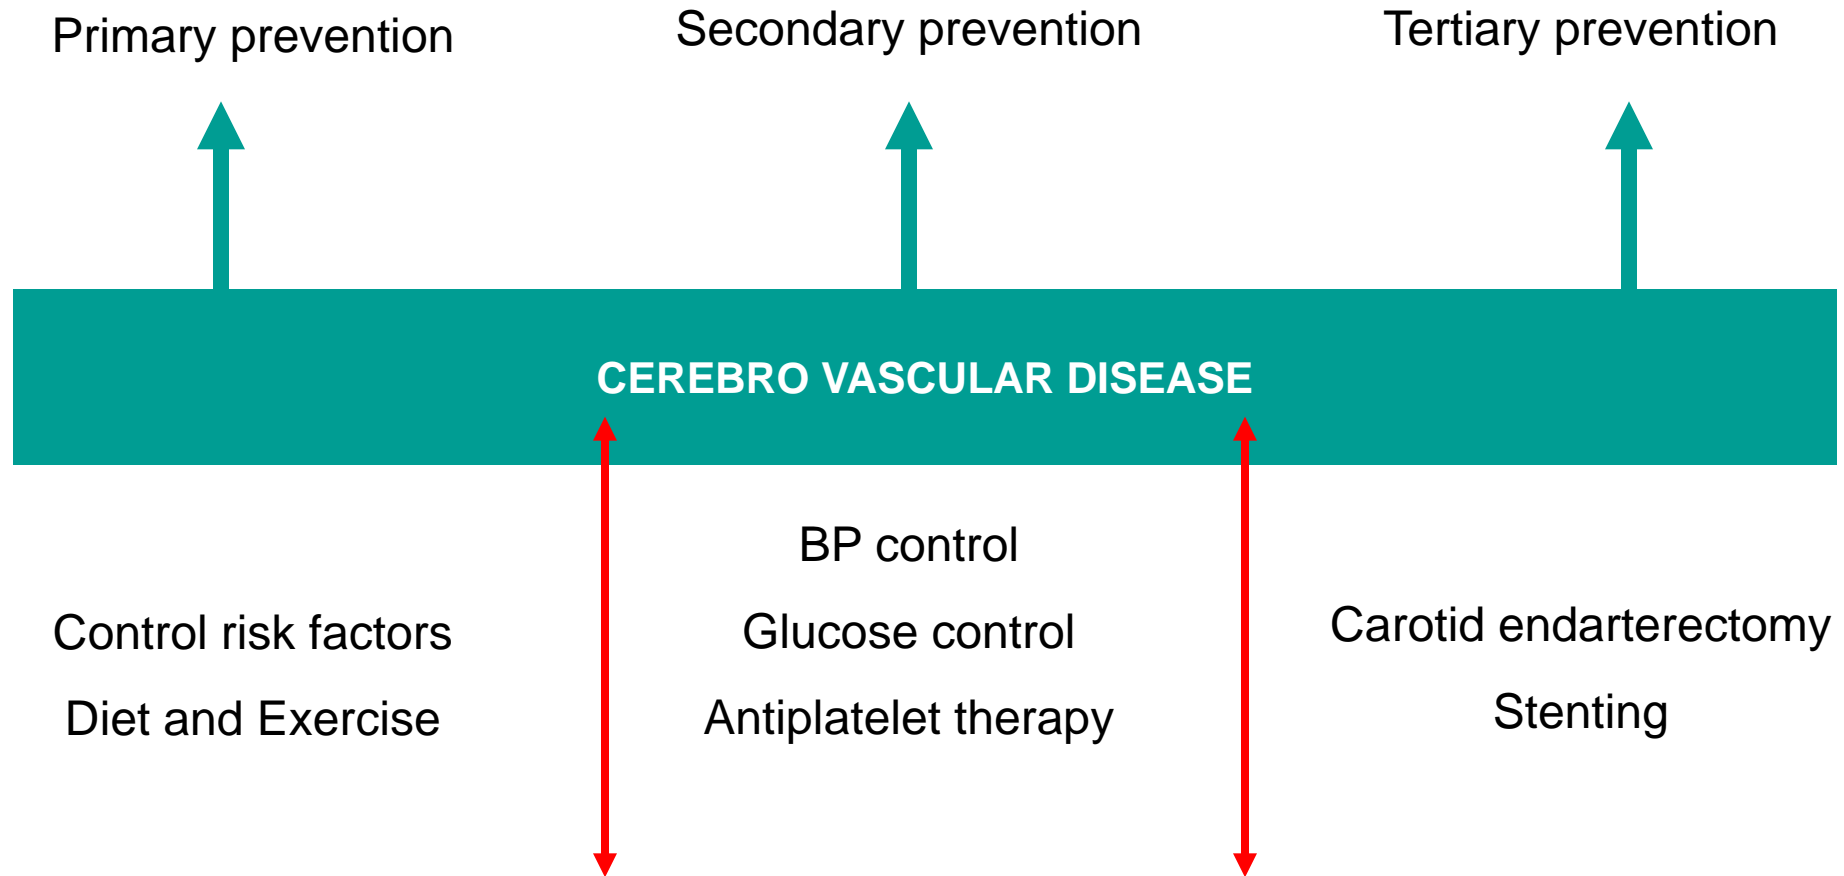 Primary prevention
Secondary prevention
Tertiary prevention
CEREBRO VASCULAR DISEASE
Control risk factors
Diet and Exercise
BP control
Glucose control
Antiplatelet therapy
Carotid endarterectomy
Stenting